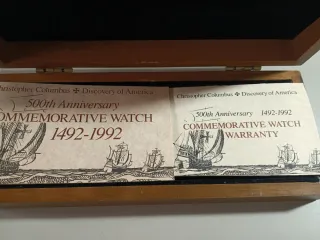 Christopher Columbus ✠ Discovery of America
500th Anniversary
COMMEMORATIVE WATCH
1492-1992
Christopher Columbus ✠ Discovery of America
500th Anniversary 1492-1992
COMMEMORATIVE WATCH
WARRANTY